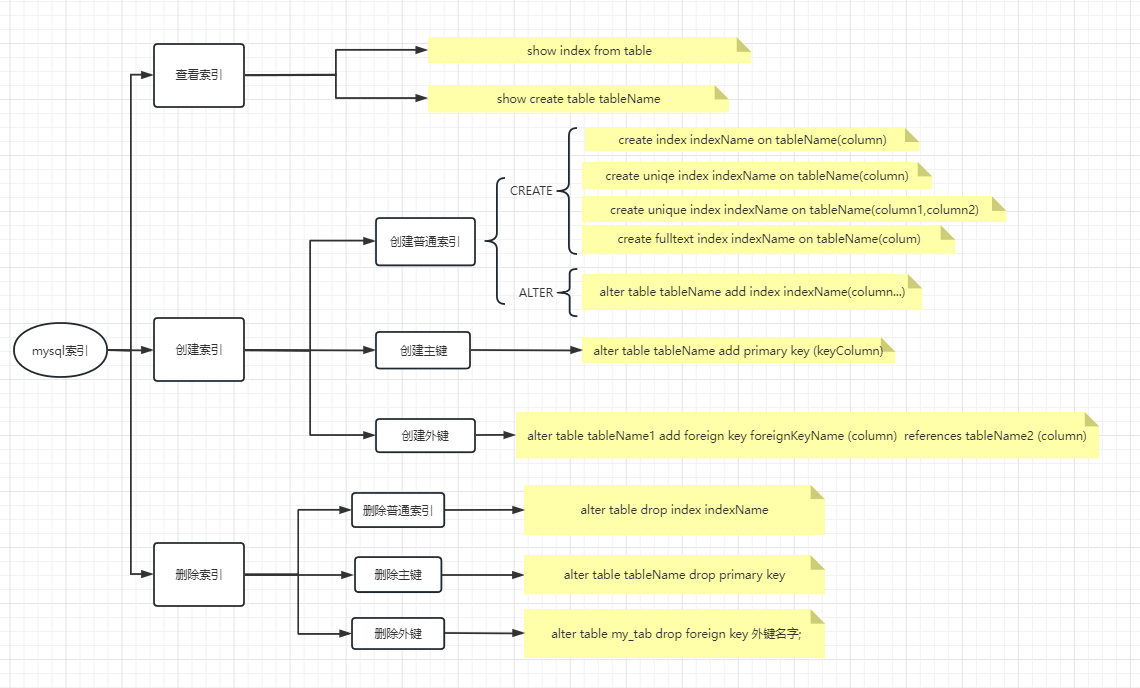 mysql索引
查看索引
show index from table
show create table tableName
创建索引
创建普通索引
CREATE
create index indexName on tableName(column)
create uniqe index indexName on tableName(column)
create unique index indexName on tableName(column1,column2)
create fulltext index indexName on tableName(colum)
ALTER
alter table tableName add index indexName(column...)
创建主键
alter table tableName add primary key (keyColumn)
创建外键
alter table tableName1 add foreign key foreignKeyName (column)  references tableName2 (column)
删除索引
删除普通索引
alter table drop index indexName
删除主键
alter table tableName drop primary key
删除外键
alter table my_tab drop foreign key 外键名字;